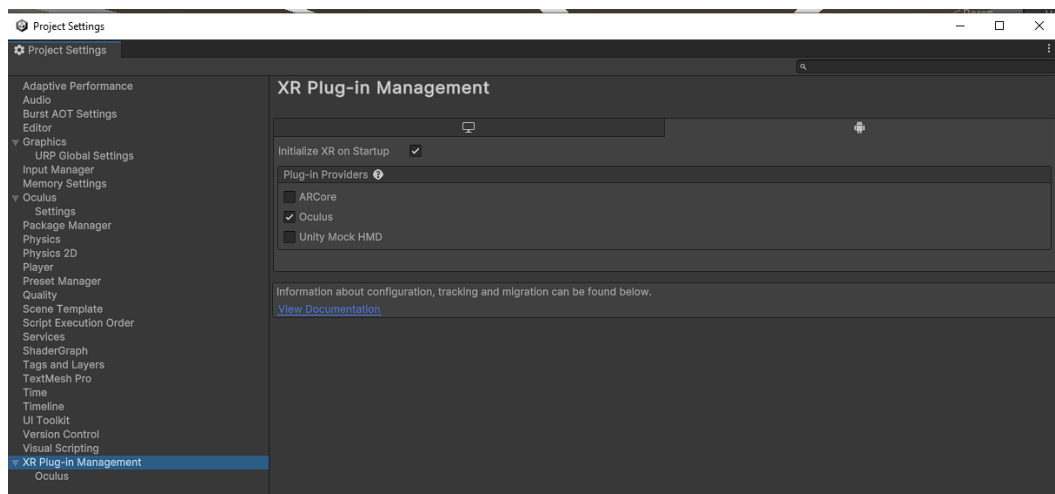 Project Settings
Project Settings
Adaptive Performance
Audio
Burst AOT Settings
Editor
Graphics
URP Global Settings
Input Manager
Memory Settings
Oculus
Settings
Package Manager
Physics
Physics 2D
Player
Preset Manager
Quality
Scene Template
Script Execution Order
Services
ShaderGraph
Tags and Layers
TextMesh Pro
Time
Timeline
UI Toolkit
Version Control
Visual Scripting
XR Plug-in Management
Oculus
XR Plug-in Management
Initialize XR on Startup
Plug-in Providers
ARCore
Oculus
Unity Mock HMD
Information about configuration, tracking and migration can be found below.
View Documentation